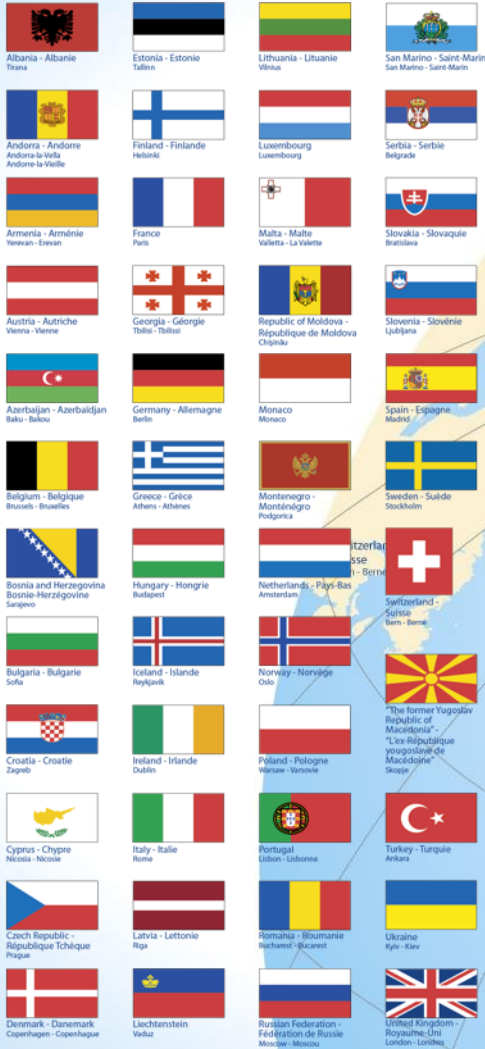 Albania - Albanie
Tirana
Andorra - Andorre
Andorra-la-Vella
Andorre-la-Vieille
Armenia - Arménie
Yerevan - Erevan
Austria - Autriche
Vienna - Vienne
Azerbaijan - Azerbaïdjan
Baku - Bakou
Belgium - Belgique
Brussels - Bruxelles
Bosnia and Herzegovina
Bosnie-Herzégovine
Sarajevo
Bulgaria - Bulgarie
Sofia
Croatia - Croatie
Zagreb
Cyprus - Chypre
Nicosia - Nicosie
Czech Republic -
République Tchèque
Prague
Denmark - Danemark
Copenhagen - Copenhague
Estonia - Estonie
Tallinn
Finland - Finlande
Helsinki
France
Paris
Georgia - Géorgie
Tbilisi - Tbilissi
Germany - Allemagne
Berlin
Greece - Grèce
Athens - Athènes
Hungary - Hongrie
Budapest
Iceland - Islande
Reykjavik
Ireland - Irlande
Dublin
Italy - Italie
Rome
Latvia - Lettonie
Riga
Liechtenstein
Vaduz
Lithuania - Lituanie
Vilnius
Luxembourg
Luxembourg
Malta - Malte
Valletta - La Valette
Republic of Moldova -
République de Moldova
Chișinău
Monaco
Monaco
Montenegro -
Monténégro
Podgorica
Netherlands - Pays-Bas
Amsterdam
Norway - Norvège
Oslo
Poland - Pologne
Warsaw - Varsovie
Portugal
Lisbon - Lisbonne
Romania - Roumanie
Bucharest - Bucarest
Russian Federation -
Fédération de Russie
Moscow - Moscou
San Marino - Saint-Marin
San Marino - Saint-Marin
Serbia - Serbie
Belgrade
Slovakia - Slovaquie
Bratislava
Slovenia - Slovénie
Ljubljana
Spain - Espagne
Madrid
Sweden - Suède
Stockholm
Switzerland -
Suisse
Bern - Berne
"The former Yugoslav
Republic of
Macedonia" -
"L'ex-République
yougoslave de
Macédoine"
Skopje
Turkey - Turquie
Ankara
Ukraine
Kyiv - Kiev
United Kingdom -
Royaume-Uni
London - Londres